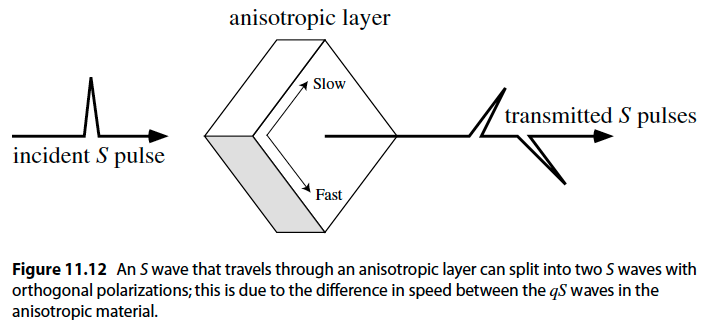 anisotropic layer
Slow
transmitted S pulses
incident S pulse
Fast
Figure 11.12 An S wave that travels through an anisotropic layer can split into two S waves with
orthogonal polarizations; this is due to the difference in speed between the qS waves in the
anisotropic material.